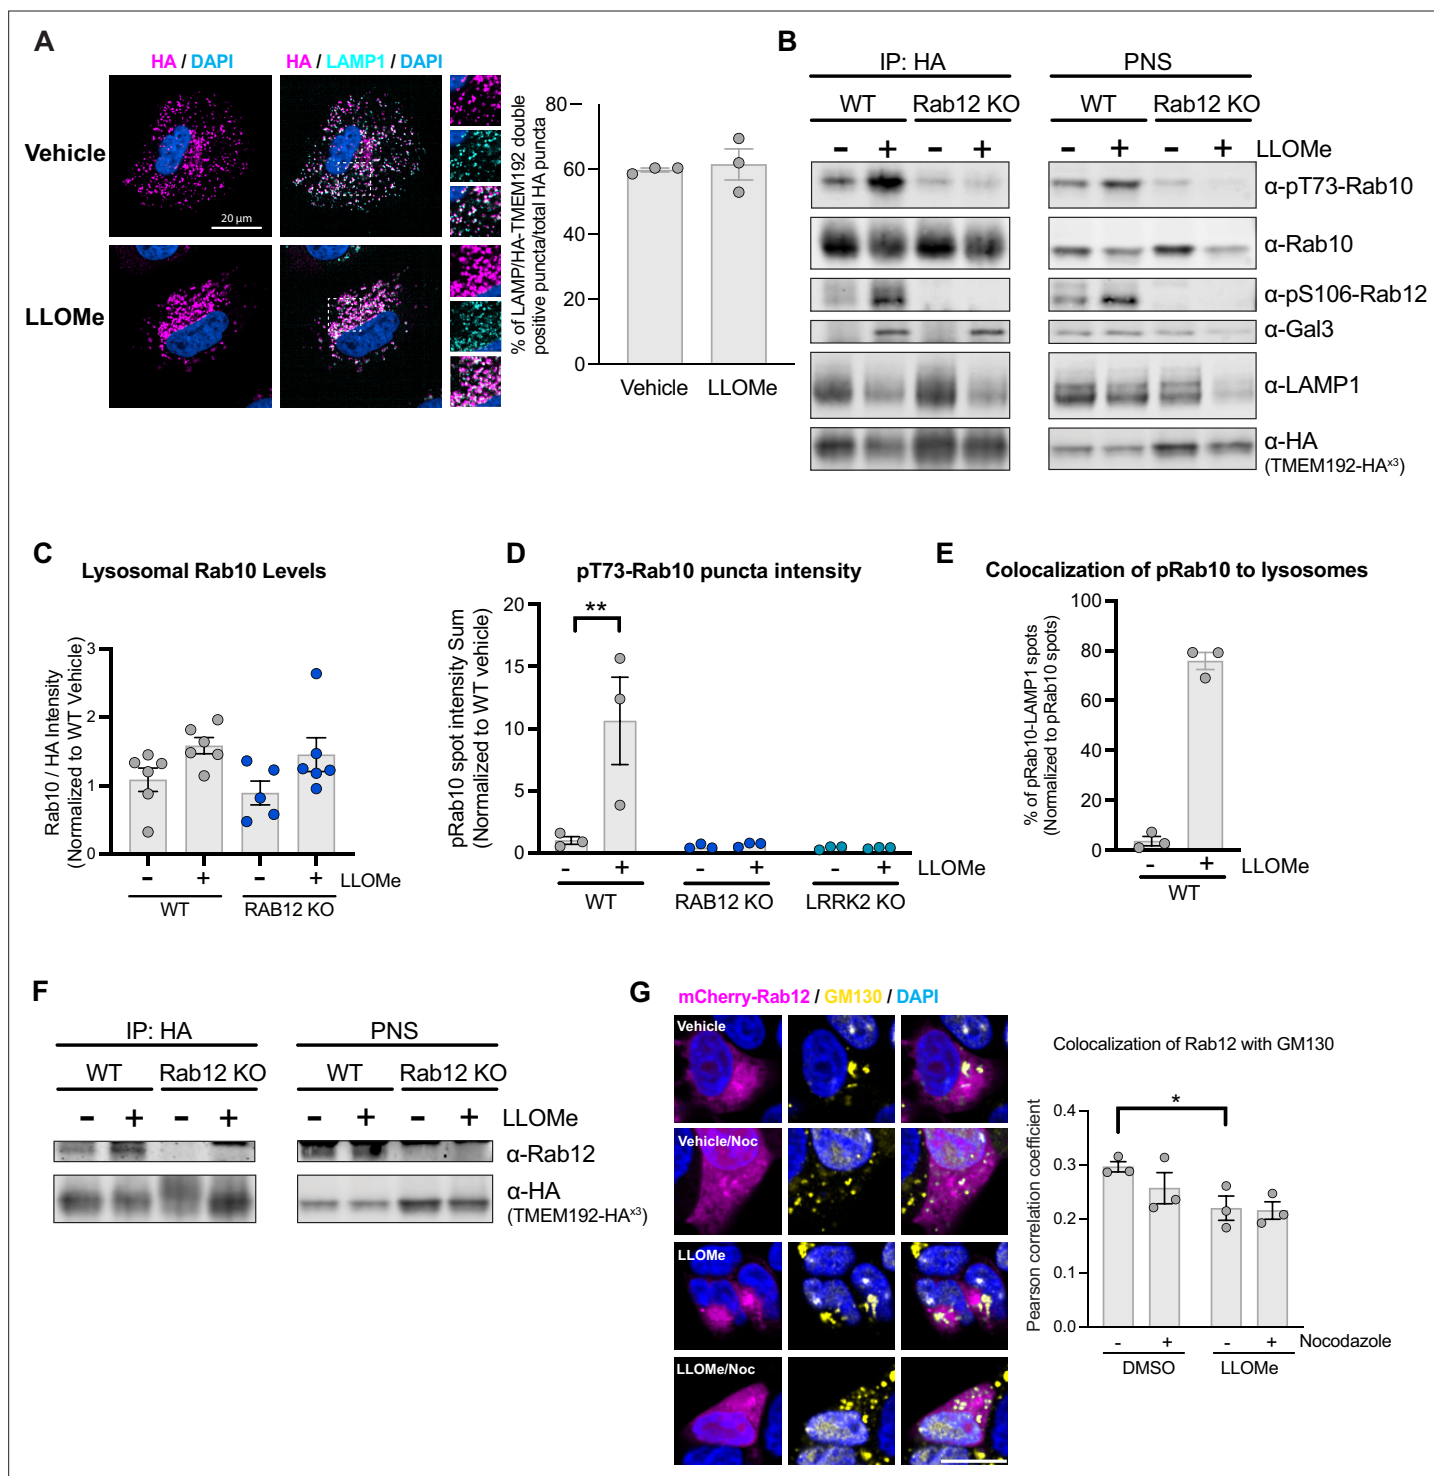 A
HA / DAPI
HA / LAMP1 / DAPI
Vehicle
20 µm
LLOMe
% of LAMP/HA-TMEM192 double
positive puncta/total HA puncta
80
60
40
20
0
Vehicle
LLOMe
B
IP: HA
PNS
WT
Rab12 KO
WT
Rab12 KO
- + - +
- + - +
LLOMe
α-pT73-Rab10
α-Rab10
α-pS106-Rab12
α-Gal3
α-LAMP1
α-HA
(TMEM192-HAx3)
C
Lysosomal Rab10 Levels
Rab10 / HA Intensity
(Normalized to WT Vehicle)
3
2
1
0
- + - +
LLOMe
WT
RAB12 KO
D
pT73-Rab10 puncta intensity
pRab10 spot intensity Sum
(Normalized to WT vehicle)
20
15
10
5
0
**
- + - + - +
LLOMe
WT
RAB12 KO
LRRK2 KO
E
Colocalization of pRab10 to lysosomes
% of pRab10-LAMP1 spots
(Normalized to pRab10 spots)
100
80
60
40
20
0
- +
LLOMe
WT
F
IP: HA
PNS
WT
Rab12 KO
WT
Rab12 KO
- + - +
- + - +
LLOMe
α-Rab12
α-HA
(TMEM192-HAx3)
G
mCherry-Rab12 / GM130 / DAPI
Vehicle
Vehicle/Noc
LLOMe
LLOMe/Noc
Colocalization of Rab12 with GM130
Pearson correlation coefficient
0.4
0.3
0.2
0.1
0.0
*
- + - +
Nocodazole
DMSO
LLOMe